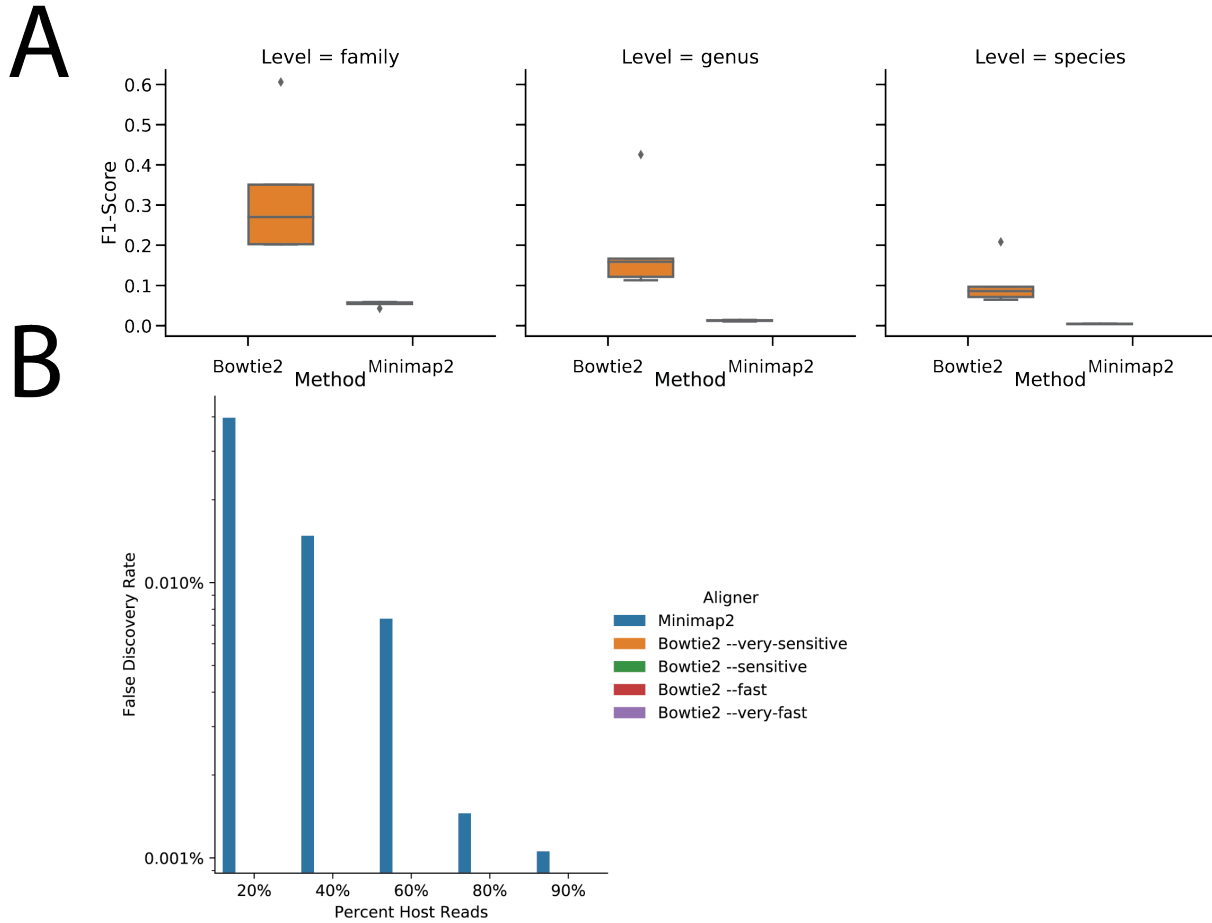 A
Level = family
Level = genus
Level = species
F1-Score
0.6
0.5
0.4
0.3
0.2
0.1
0.0
Bowtie2
Minimap2
Method
Bowtie2
Minimap2
Method
Bowtie2
Minimap2
Method
B
False Discovery Rate
0.010%
0.001%
20%
40%
60%
80%
90%
Percent Host Reads
Aligner
Minimap2
Bowtie2 --very-sensitive
Bowtie2 --sensitive
Bowtie2 --fast
Bowtie2 --very-fast